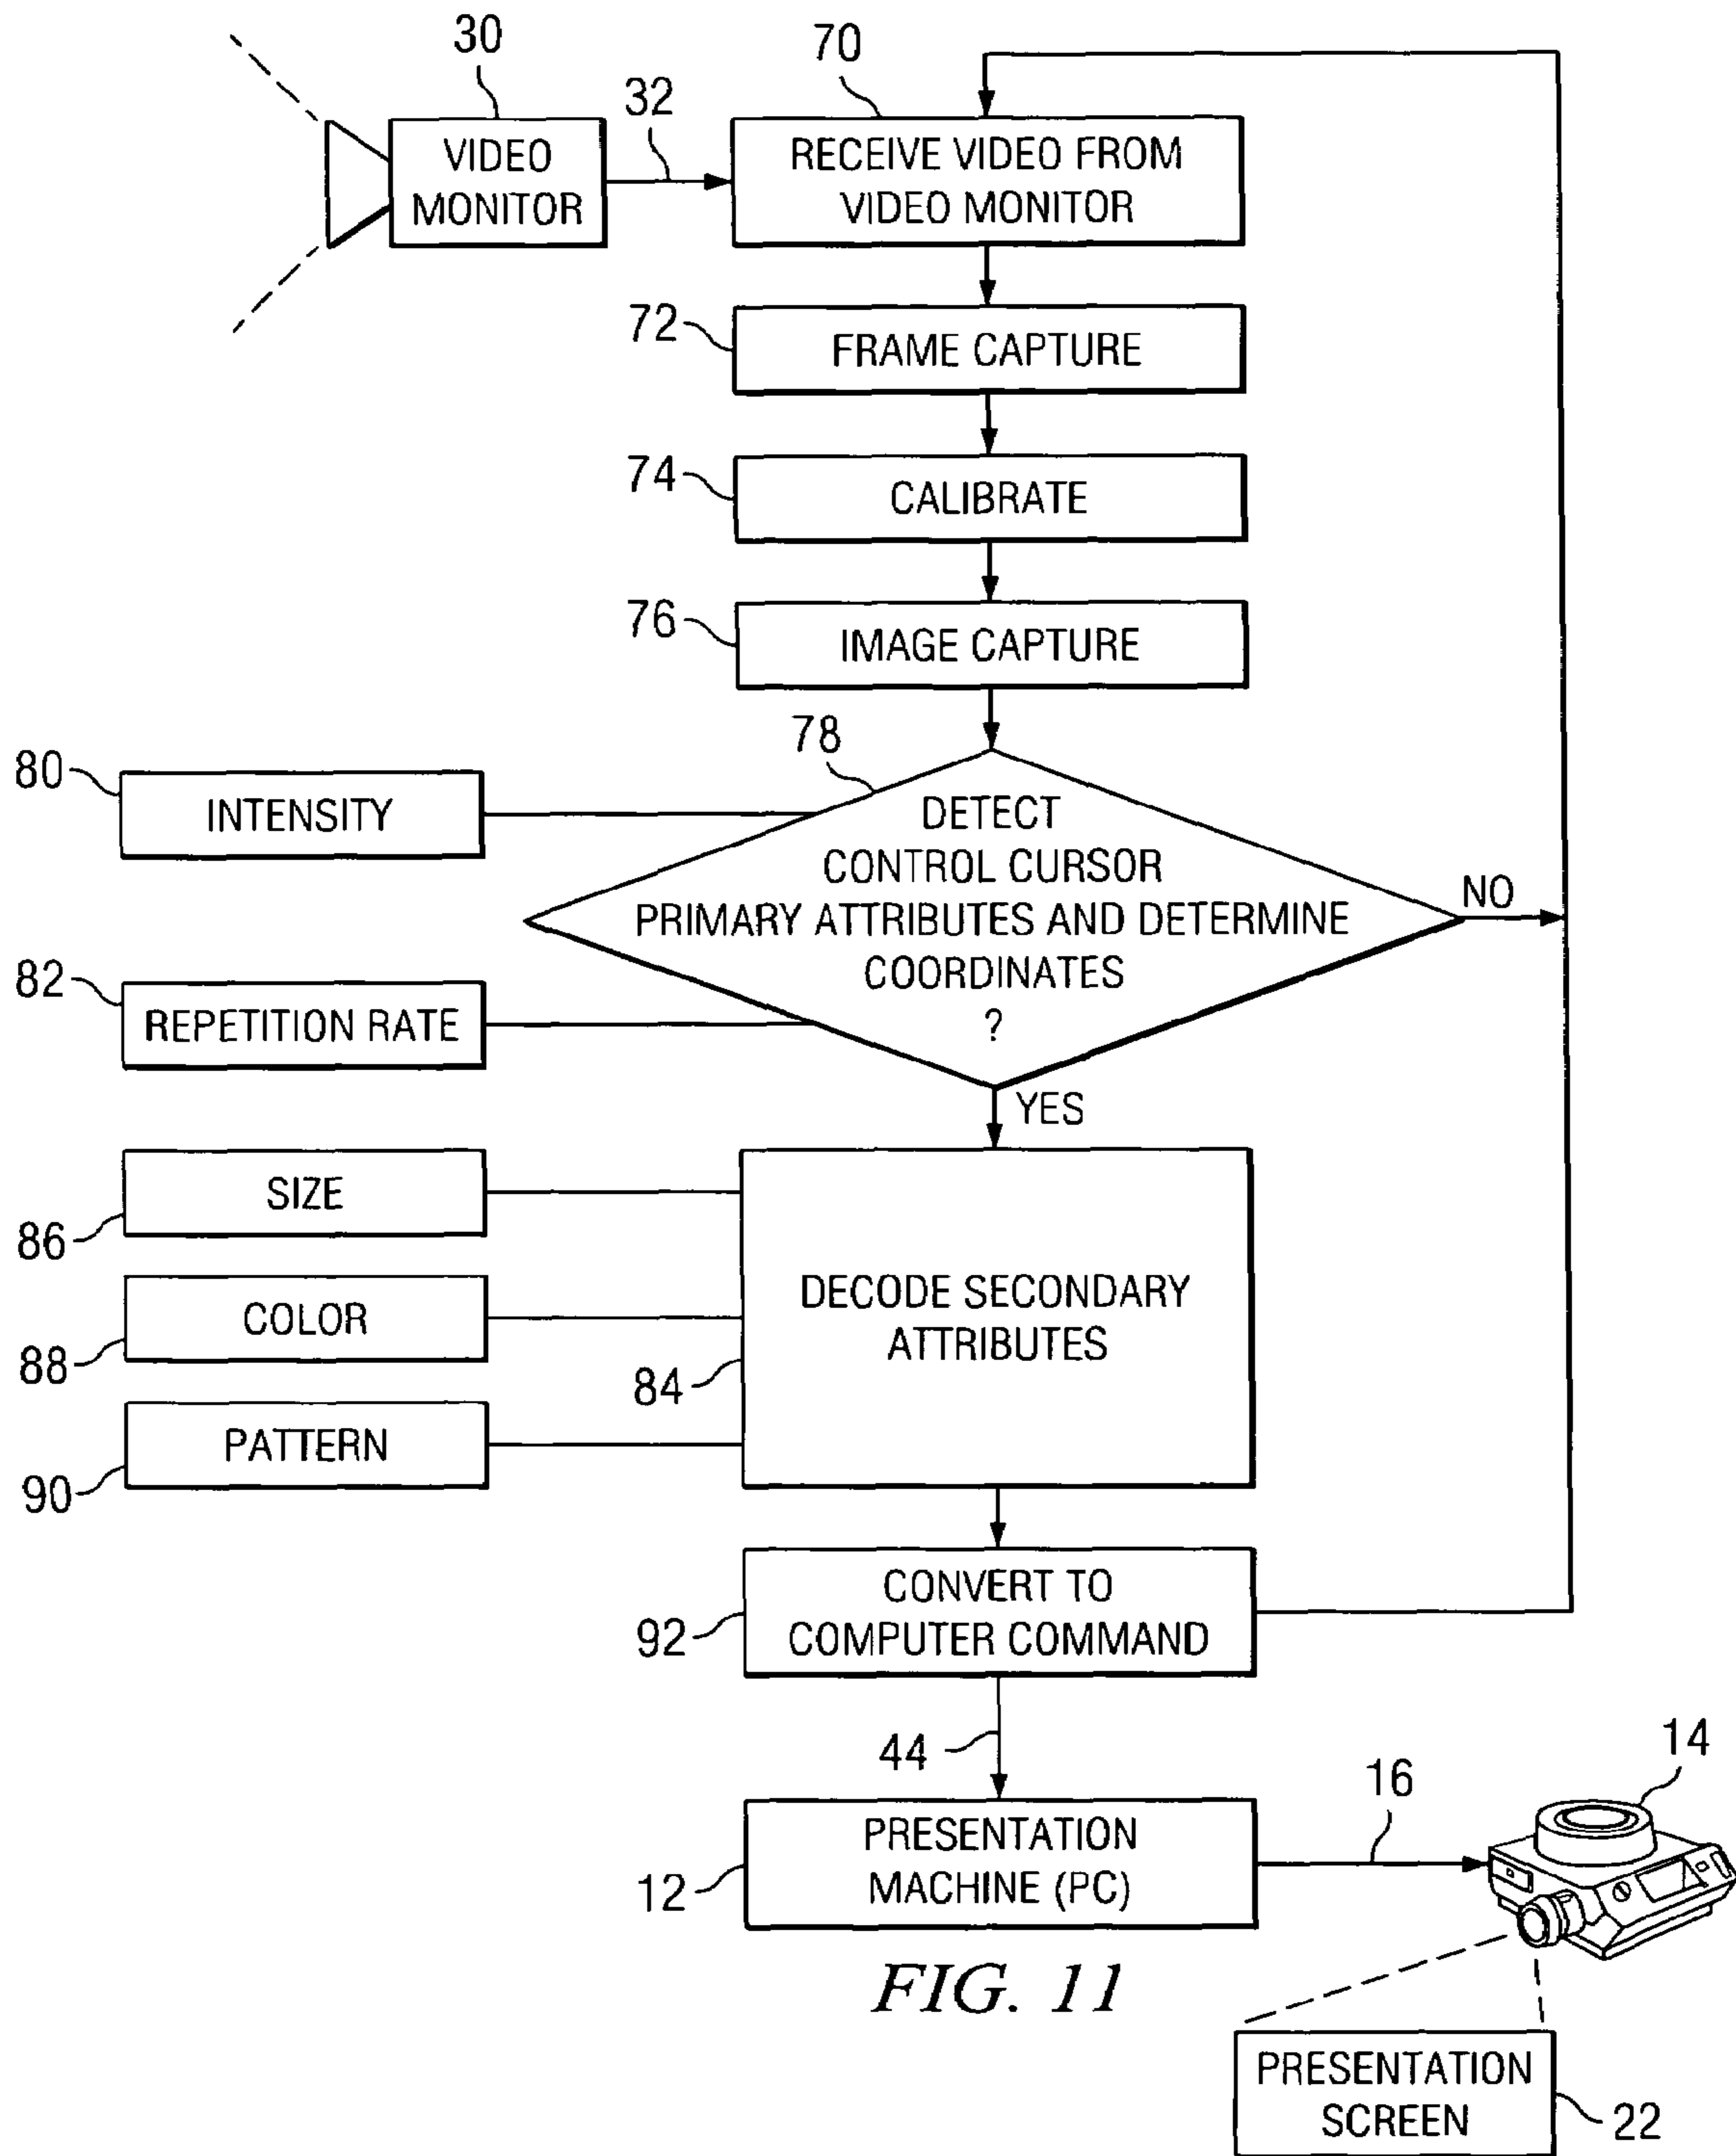 30
70
32
VIDEO
MONITOR
RECEIVE VIDEO FROM
VIDEO MONITOR
72
FRAME CAPTURE
74
CALIBRATE
76
IMAGE CAPTURE
78
80
INTENSITY
DETECT
CONTROL CURSOR
PRIMARY ATTRIBUTES AND DETERMINE
COORDINATES
?
NO
82
REPETITION RATE
YES
SIZE
86
COLOR
88
DECODE SECONDARY
ATTRIBUTES
84
PATTERN
90
CONVERT TO
COMPUTER COMMAND
92
44
14
16
PRESENTATION
MACHINE (PC)
12
FIG. 11
PRESENTATION
SCREEN
22